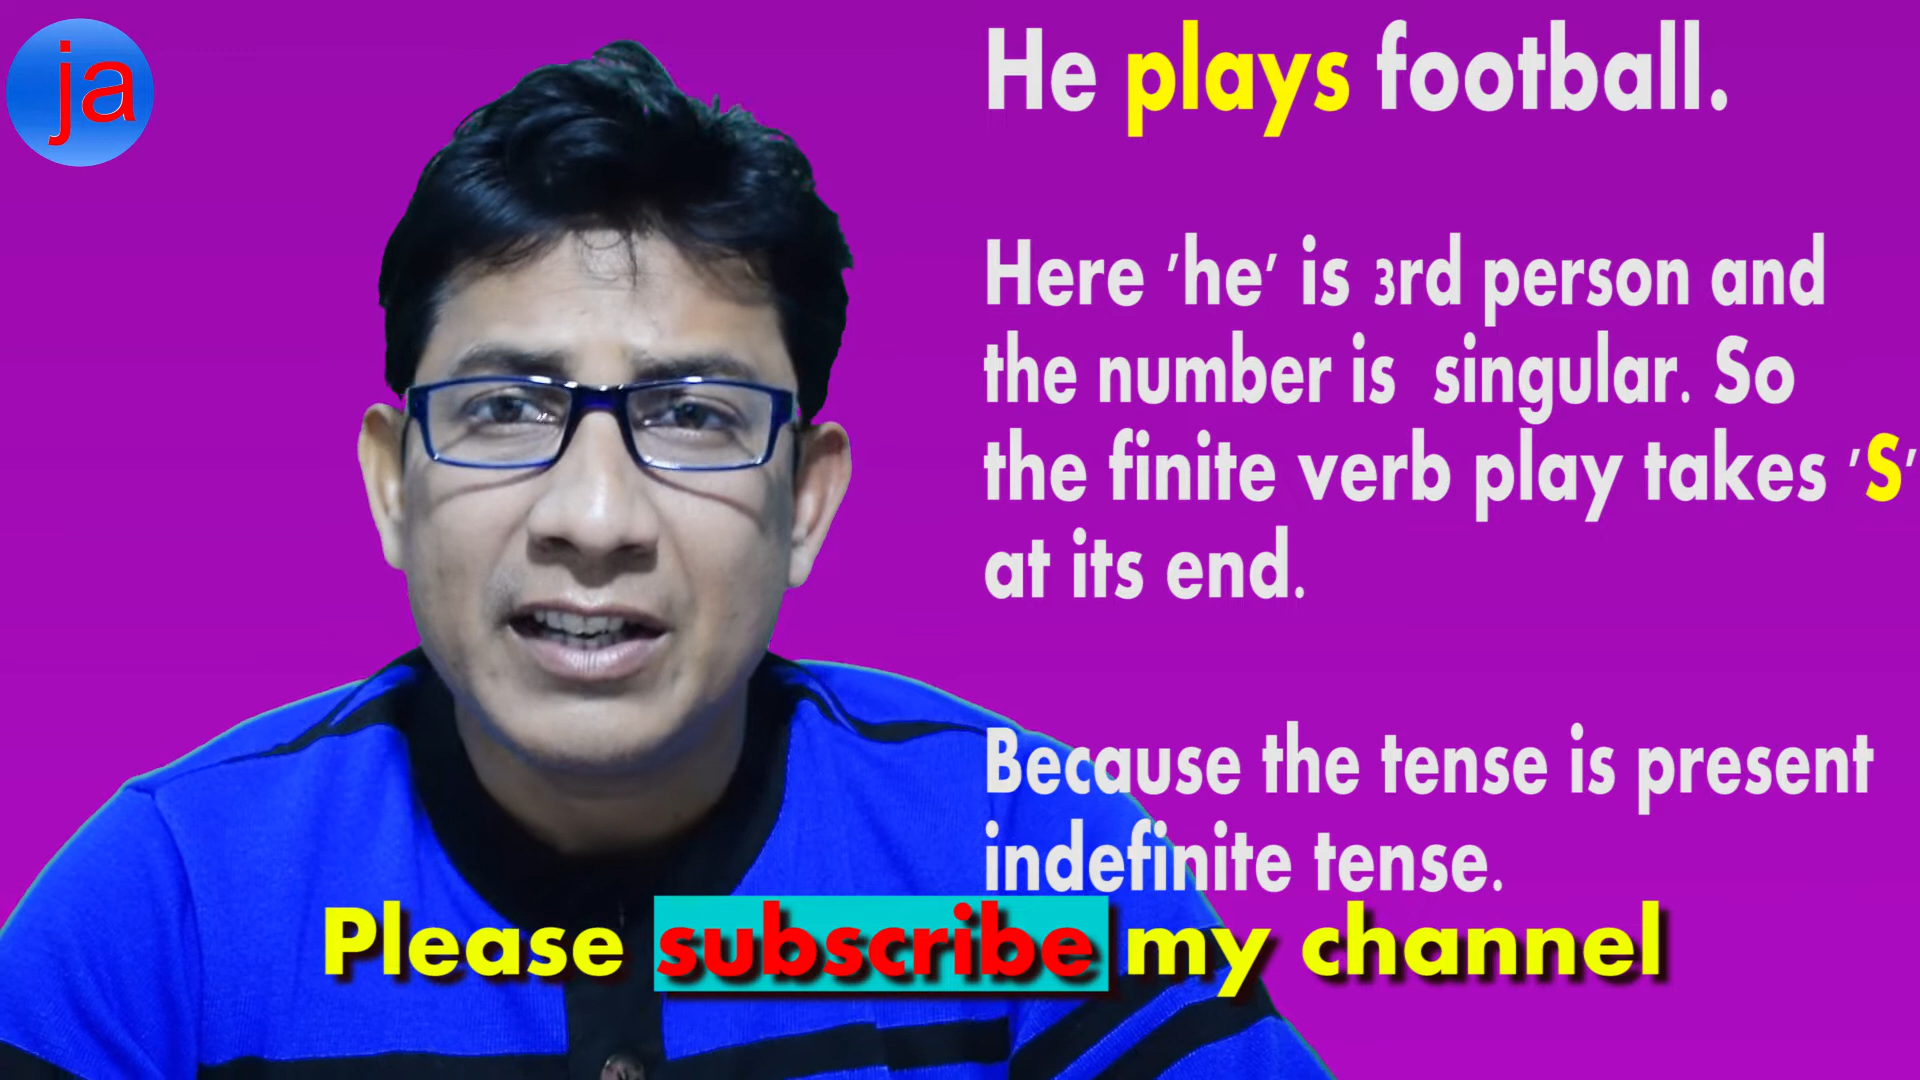 ja
He plays football.
Here 'he' is 3rd person and
the number is singular. So
the finite verb play takes 'S'
at its end.
Because the tense is present
indefinite tense.
Please subscribe my channel